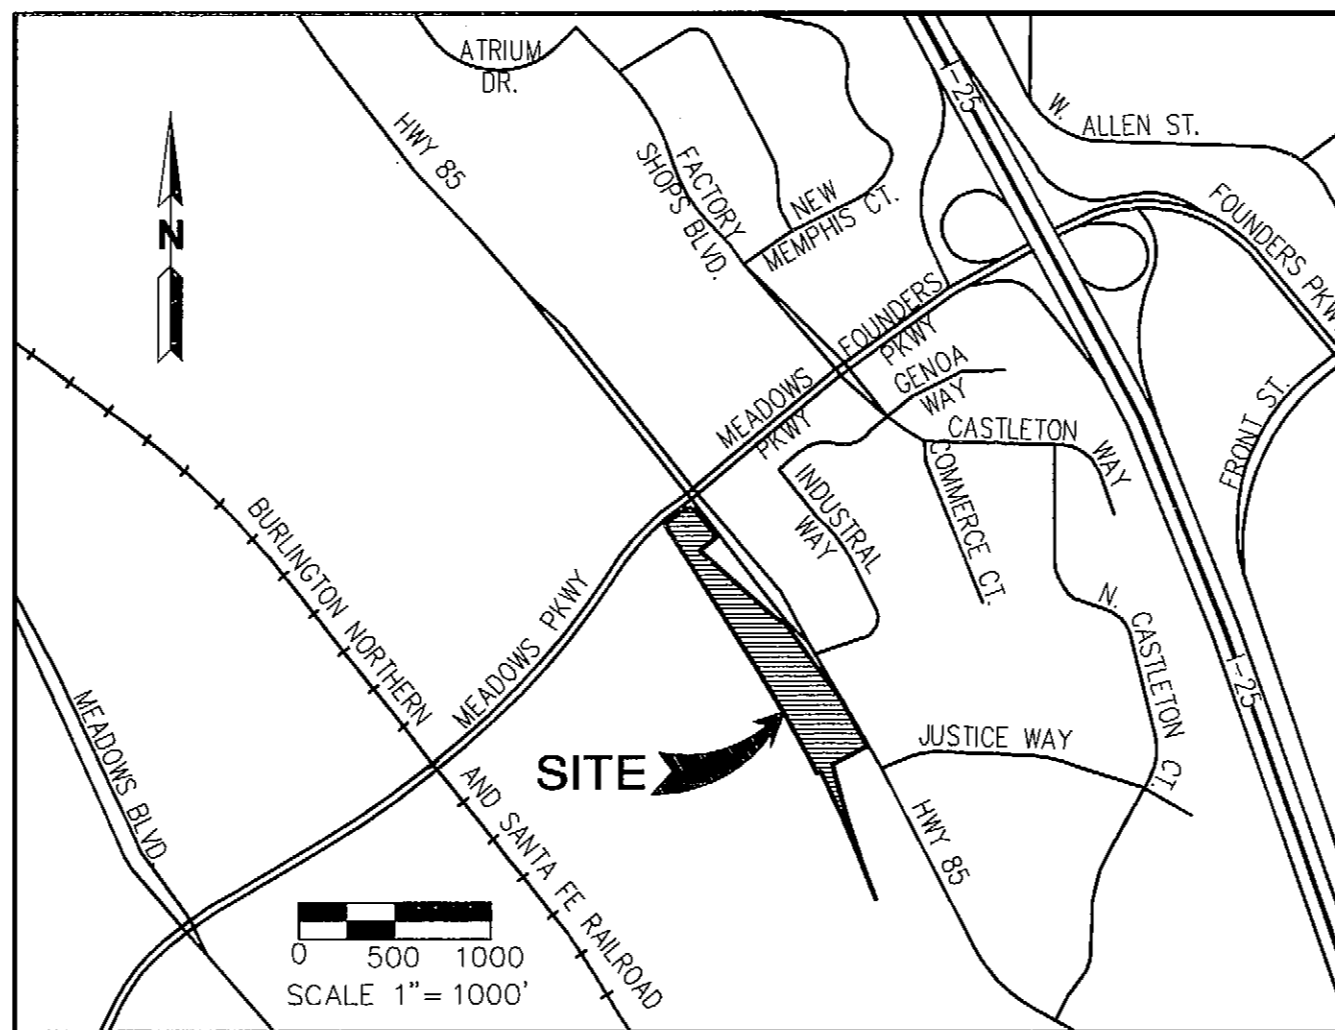 ATRIUM
DR.
HWY 85
FACTORY
SHOPS BLVD.
NEW
MEMPHIS CT.
I-25
W. ALLEN ST.
FOUNDERS PKWY
N
MEADOWS
PKWY
FOUNDERS
PKWY
GENOA
WAY
CASTLETON WAY
FRONT ST.
INDUSTRAL
WAY
COMMERCE CT.
BURLINGTON NORTHERN
AND SANTA FE RAILROAD
MEADOWS PKWY
N. CASTLETON CT.
I-25
MEADOWS BLVD
SITE
JUSTICE WAY
HWY 85
0 500 1000
SCALE 1"= 1000'